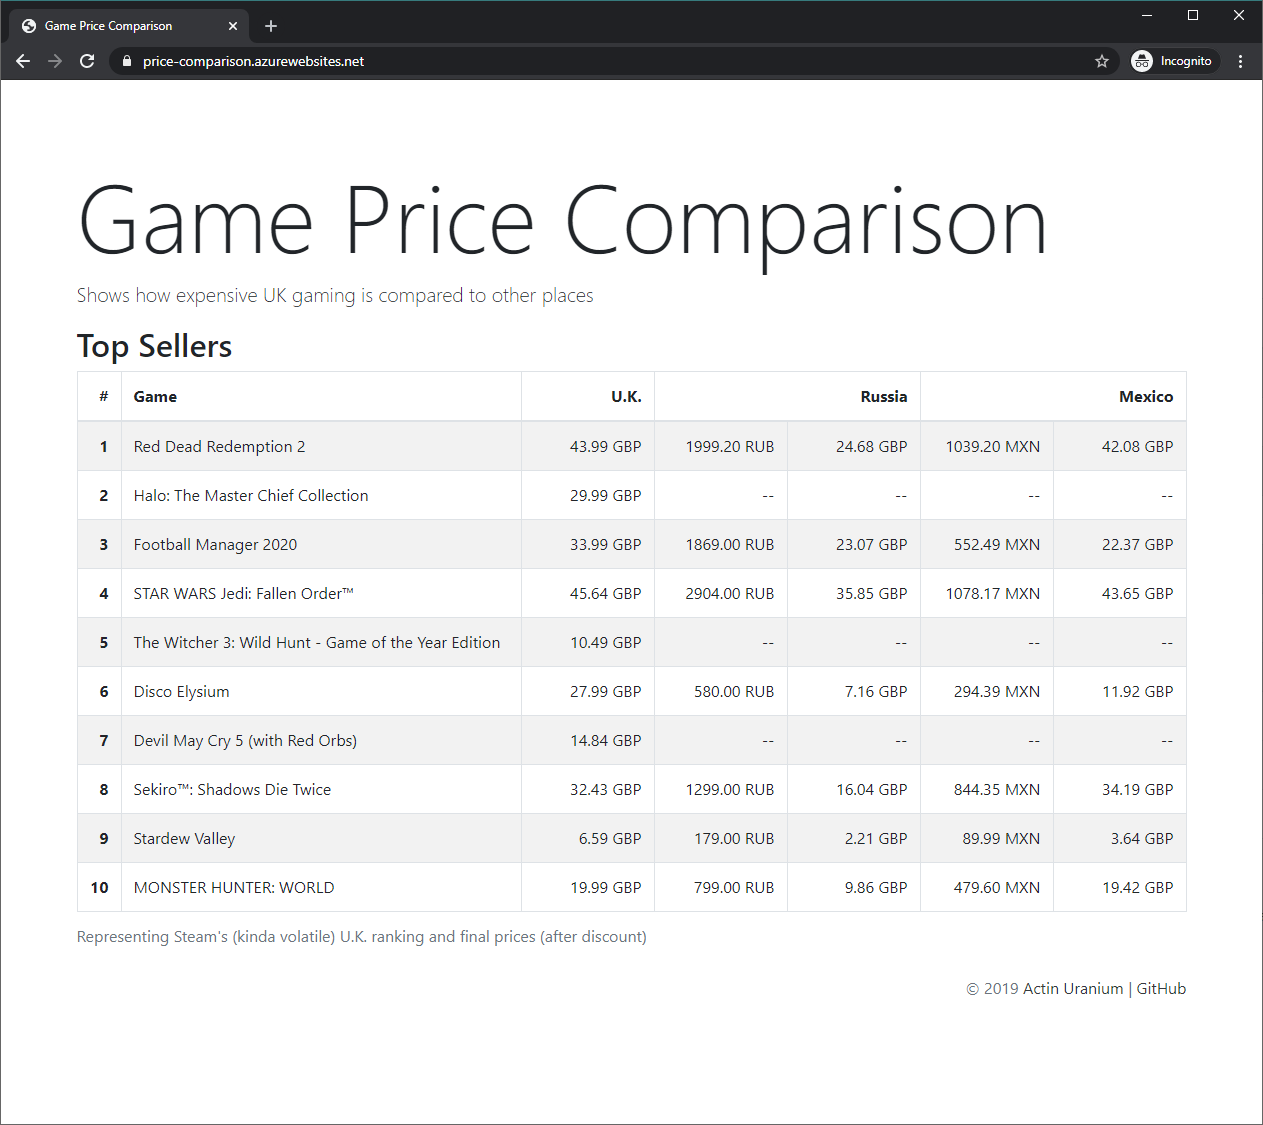 Game Price Comparison
price-comparison.azurewebsites.net
Incognito
Game Price Comparison
Shows how expensive UK gaming is compared to other places
Top Sellers
# Game U.K. Russia Mexico
1 Red Dead Redemption 2 43.99 GBP 1999.20 RUB 24.68 GBP 1039.20 MXN 42.08 GBP
2 Halo: The Master Chief Collection 29.99 GBP -- -- -- --
3 Football Manager 2020 33.99 GBP 1869.00 RUB 23.07 GBP 552.49 MXN 22.37 GBP
4 STAR WARS Jedi: Fallen Order™ 45.64 GBP 2904.00 RUB 35.85 GBP 1078.17 MXN 43.65 GBP
5 The Witcher 3: Wild Hunt - Game of the Year Edition 10.49 GBP -- -- -- --
6 Disco Elysium 27.99 GBP 580.00 RUB 7.16 GBP 294.39 MXN 11.92 GBP
7 Devil May Cry 5 (with Red Orbs) 14.84 GBP -- -- -- --
8 Sekiro™: Shadows Die Twice 32.43 GBP 1299.00 RUB 16.04 GBP 844.35 MXN 34.19 GBP
9 Stardew Valley 6.59 GBP 179.00 RUB 2.21 GBP 89.99 MXN 3.64 GBP
10 MONSTER HUNTER: WORLD 19.99 GBP 799.00 RUB 9.86 GBP 479.60 MXN 19.42 GBP
Representing Steam's (kinda volatile) U.K. ranking and final prices (after discount)
© 2019 Actin Uranium | GitHub